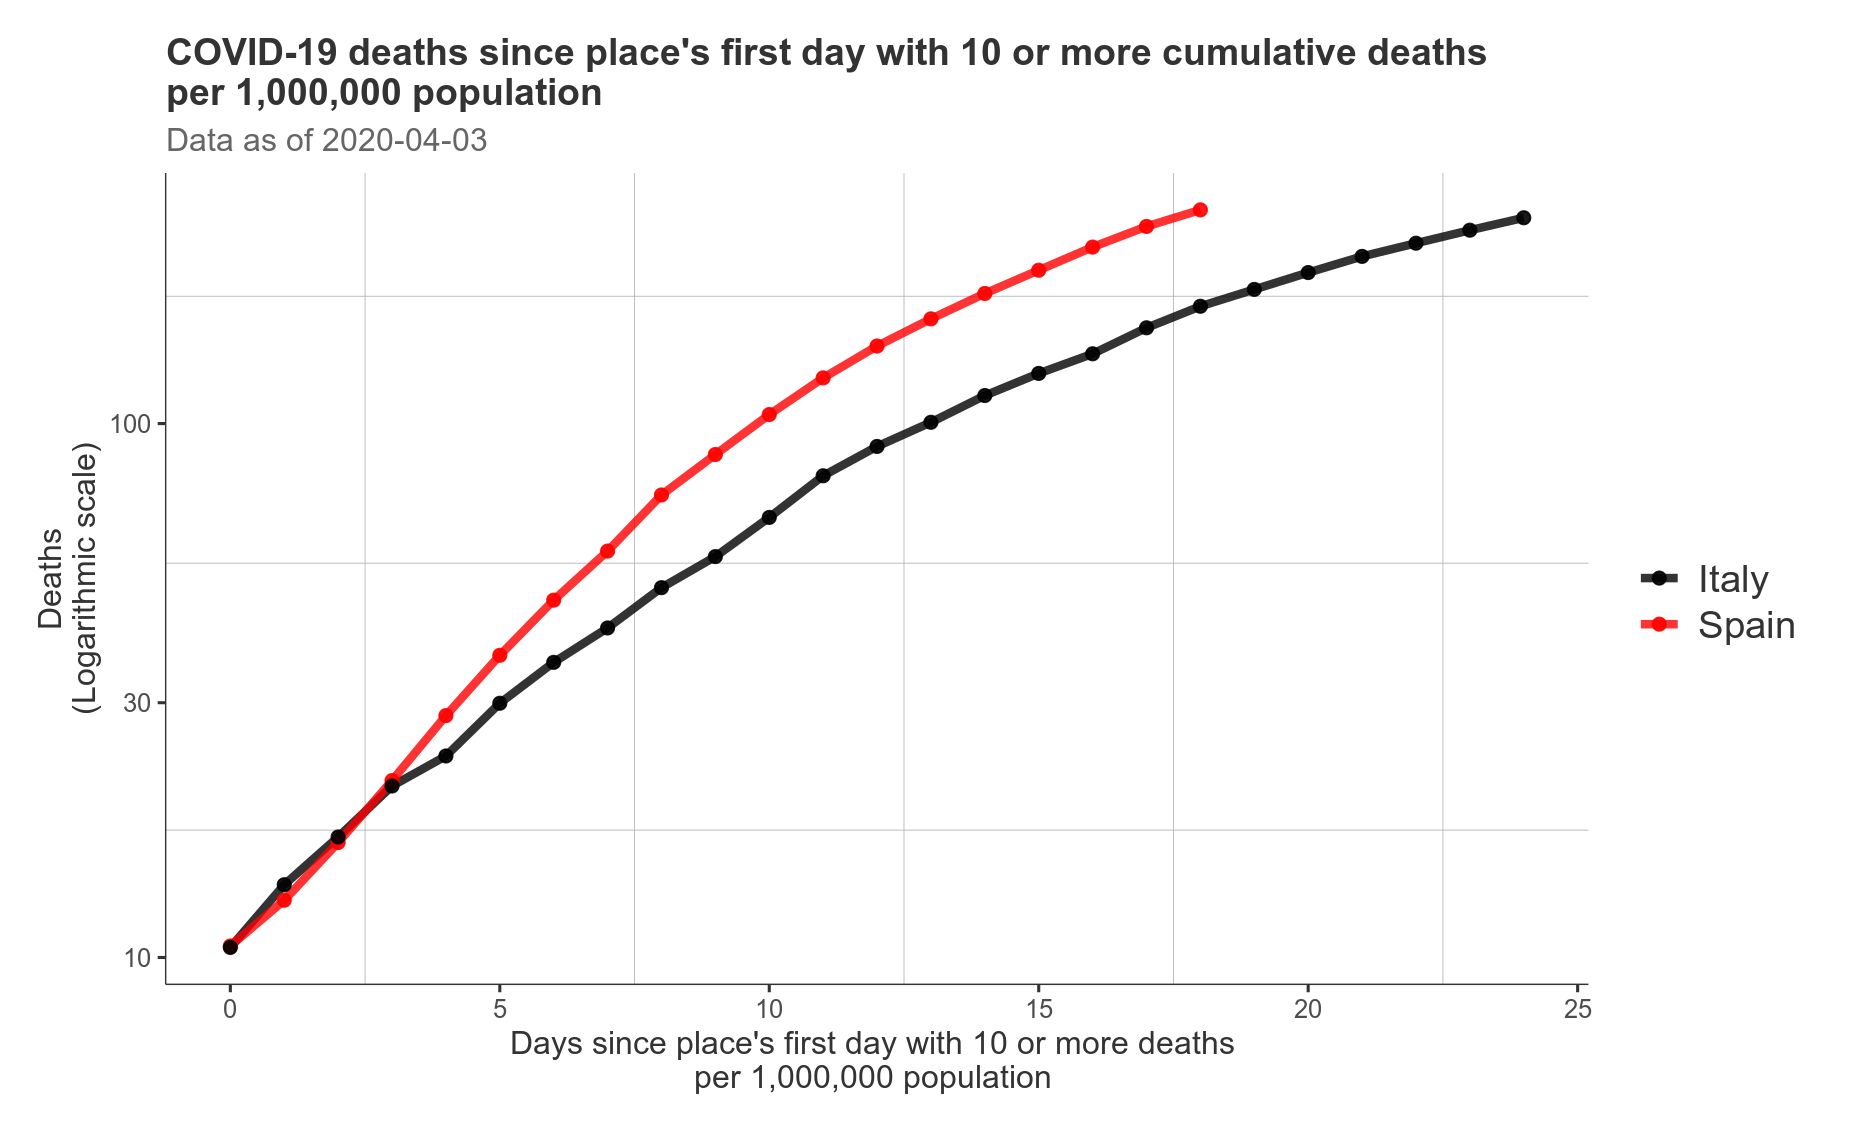 COVID-19 deaths since place's first day with 10 or more cumulative deaths
per 1,000,000 population
Data as of 2020-04-03
Deaths
(Logarithmic scale)
100
30
10
0 5 10 15 20 25
Days since place's first day with 10 or more deaths
per 1,000,000 population
Italy
Spain